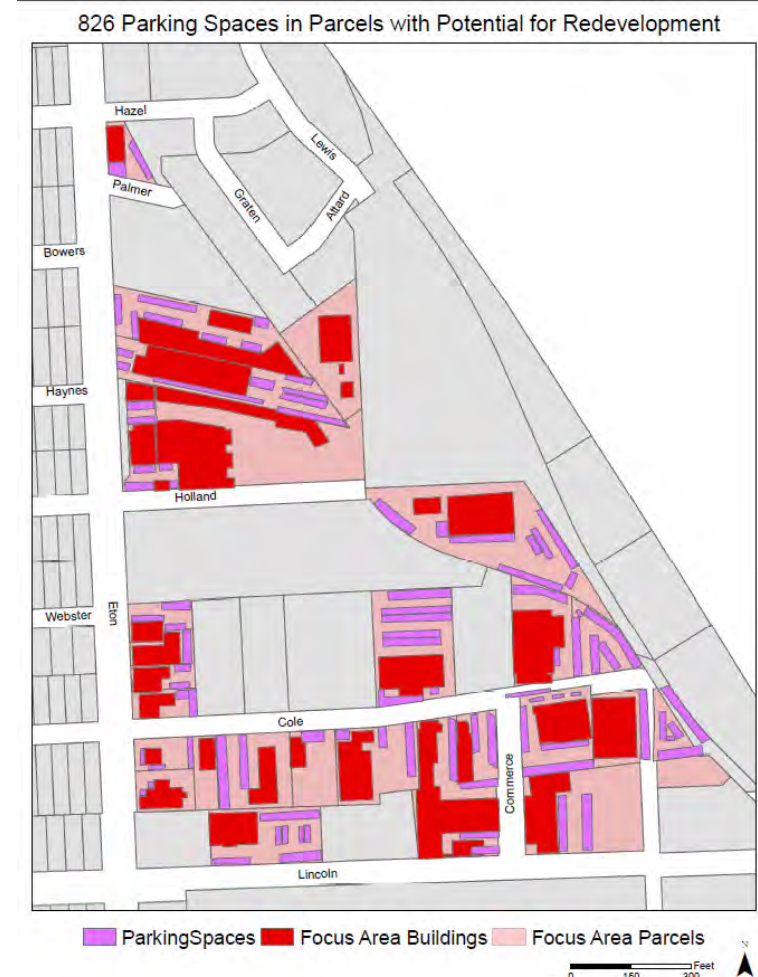 826 Parking Spaces in Parcels with Potential for Redevelopment
Hazel
Lewis
Palmer
Graten
Attard
Bowers
Haynes
Holland
Eton
Webster
Cole
Commerce
Lincoln
ParkingSpaces Focus Area Buildings Focus Area Parcels
N
Feet
0 150 300